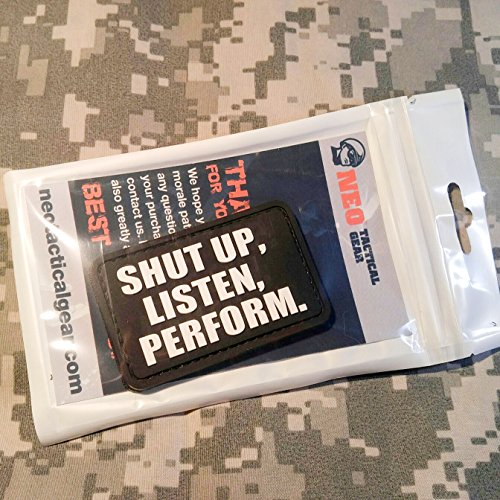 SHUT UP,
LISTEN,
PERFORM.
NEO
TACTICAL
GEAR
THA
FOR YO
We hope y
morale pat
any questio
your purcha
contact us.
also greatly
BEST
neotacticalgear.com